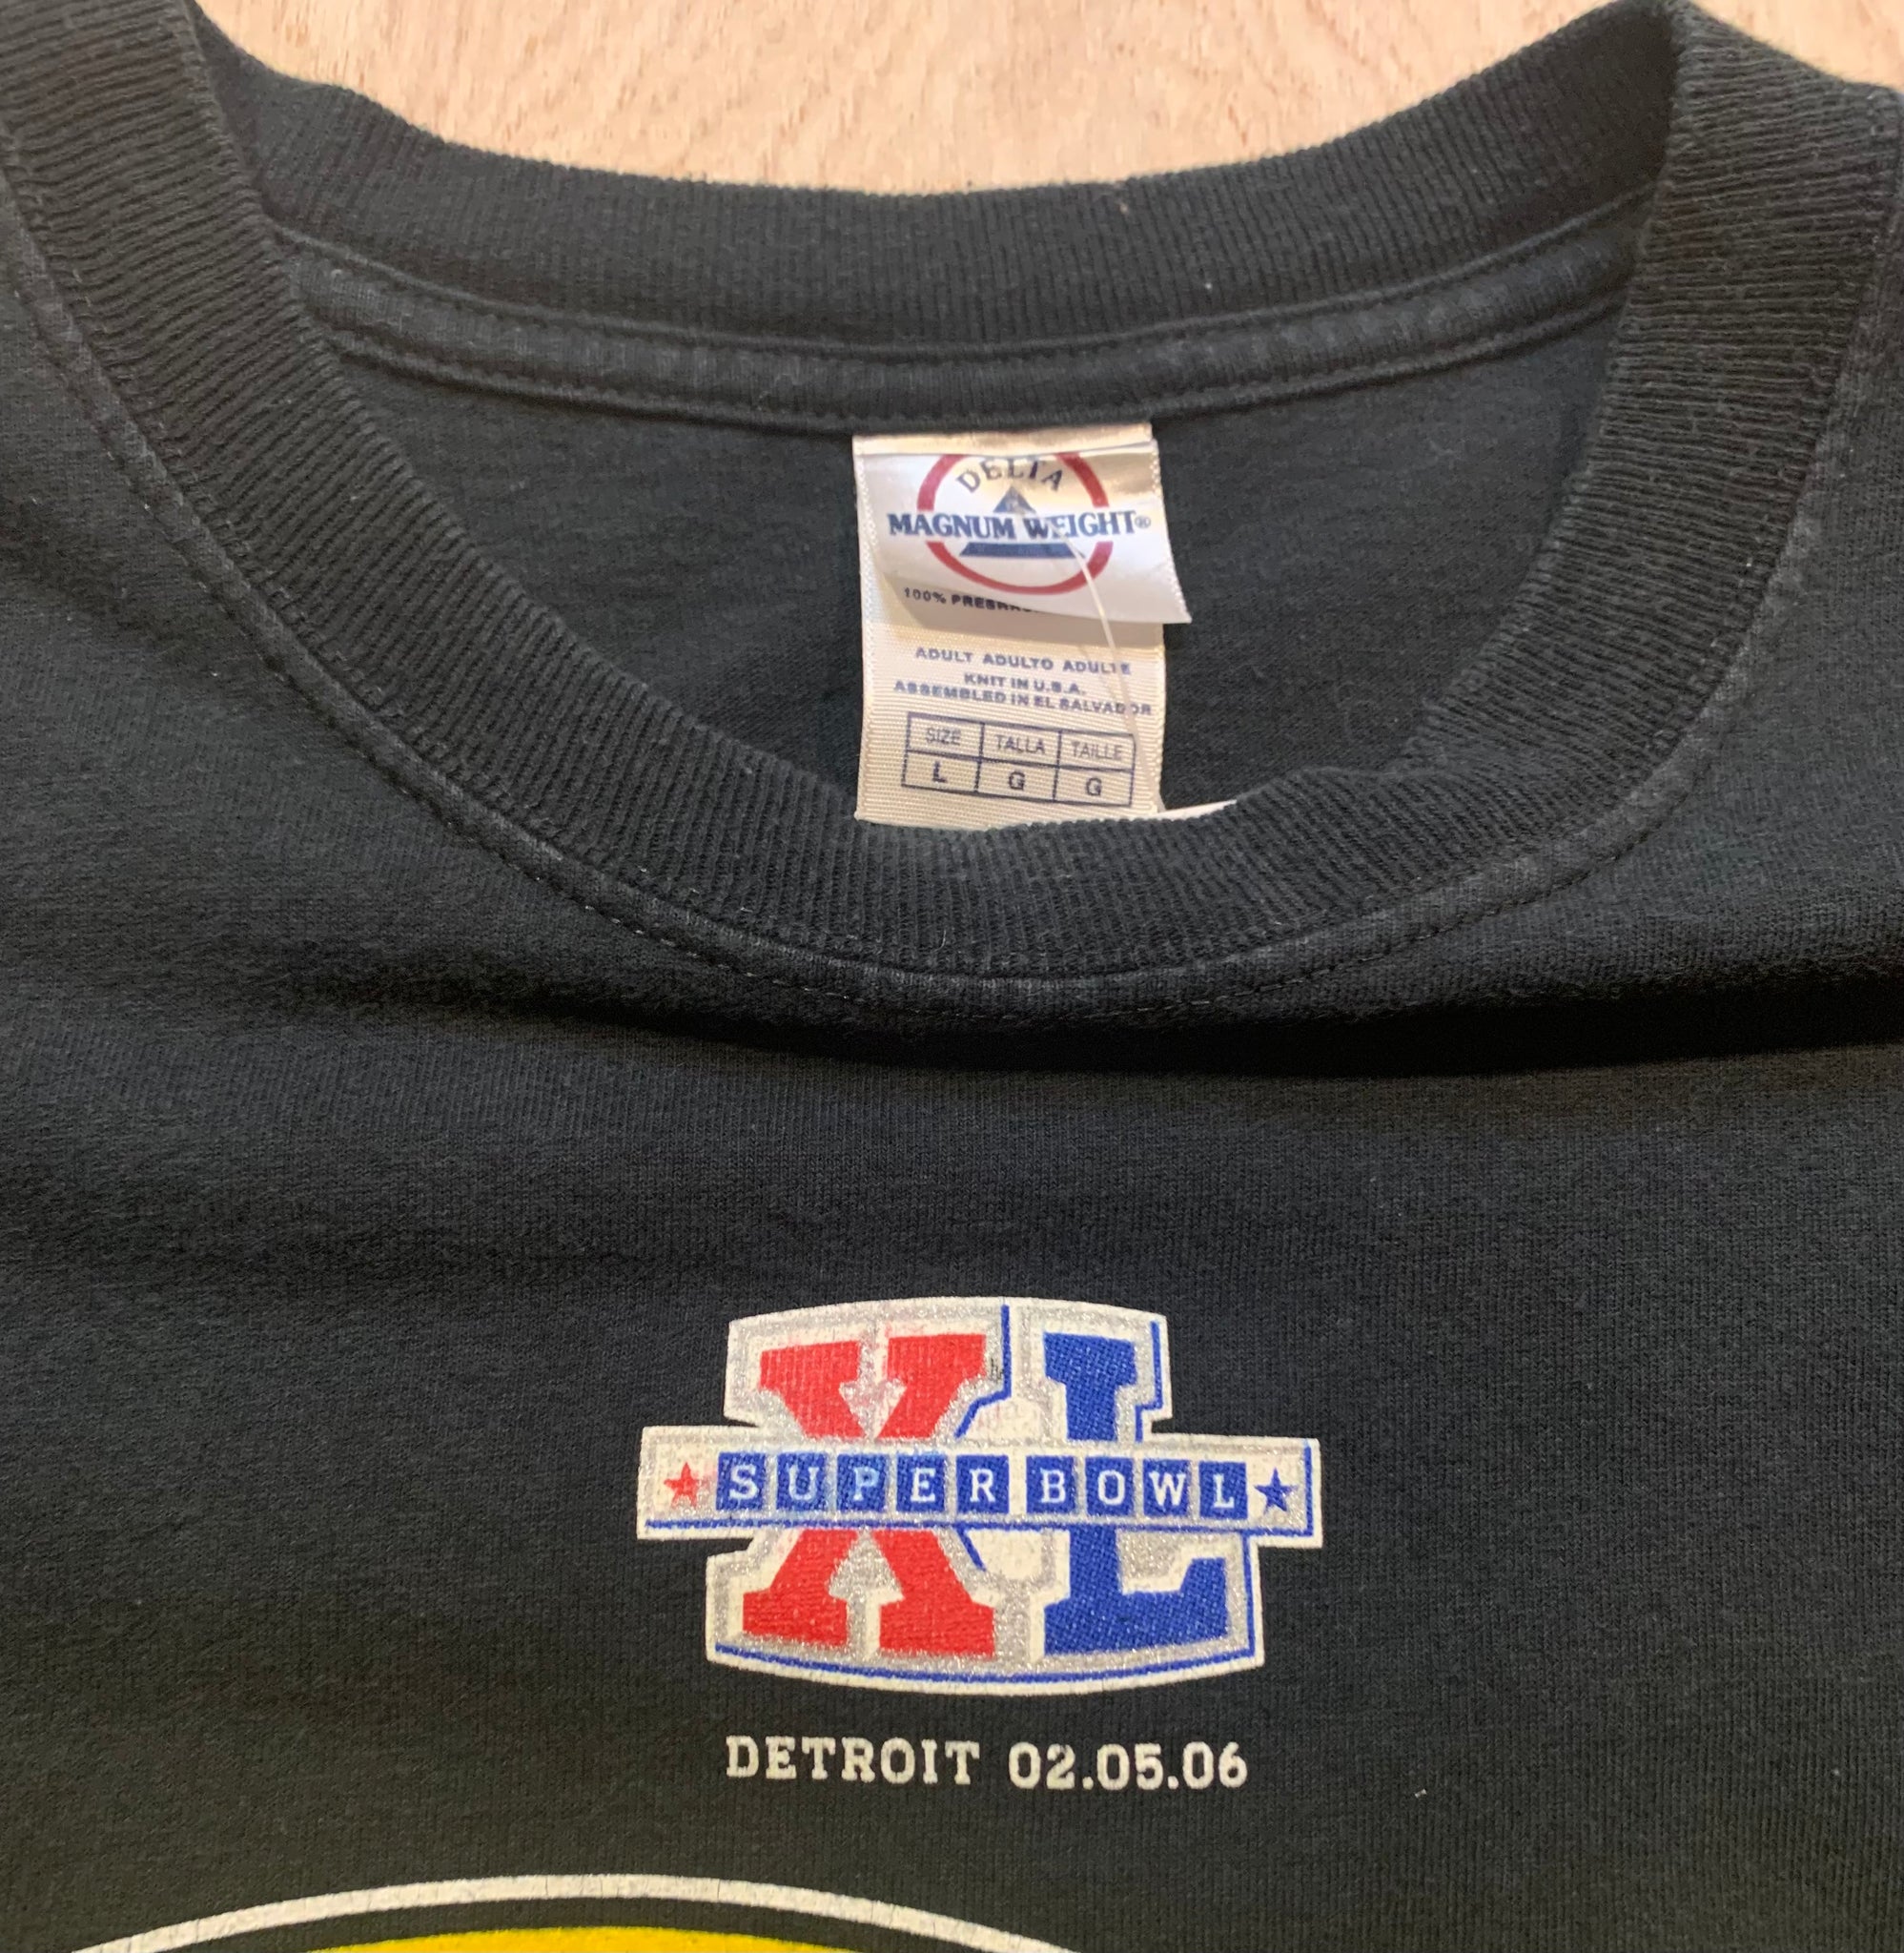 DELTA
MAGNUM WEIGHT®
100%
ADULT ADULTO ADULTE
KNIT IN U.S.A.
ASSEMBLED IN EL SALVADOR
SIZE TALLA TAILLE
L G G
XL
SUPER BOWL
DETROIT 02.05.06